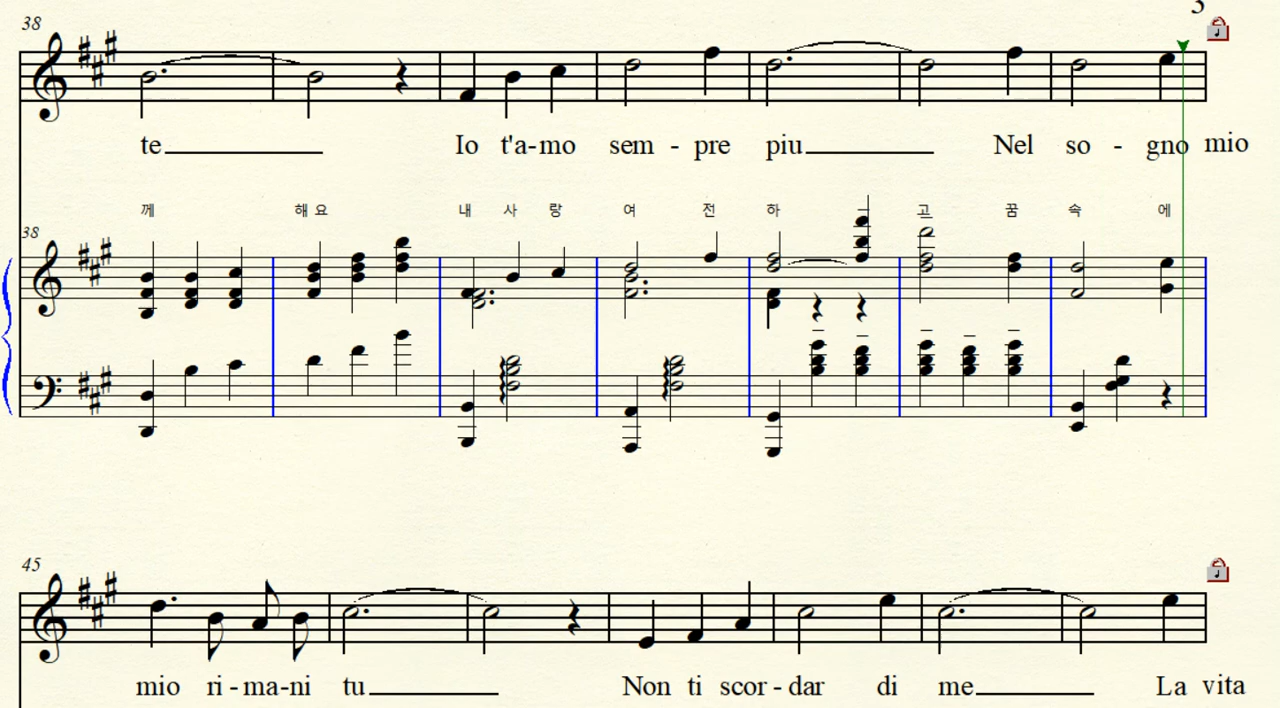 3
38
te Io t'a-mo sem - pre piu Nel so - gno mio
께 해 요 내 사 랑 여 전 하 고 꿈 속 에
38
45
mio ri - ma-ni tu Non ti scor - dar di me La vita